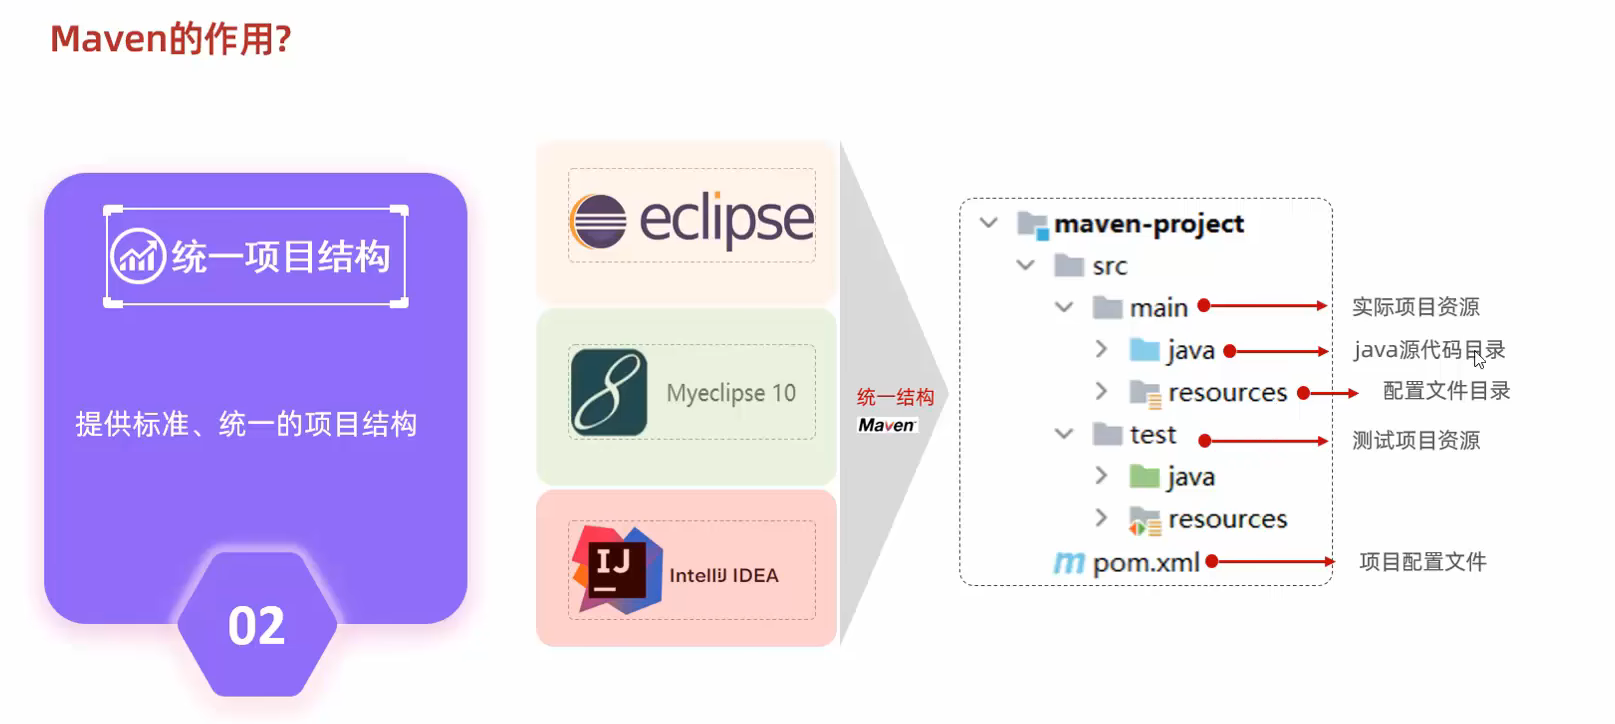 Maven的作用?
统一项目结构
提供标准、统一的项目结构
02
eclipse
Myeclipse 10
IJ
IntelliJ IDEA
统一结构
Maven
maven-project
src
main
实际项目资源
java
java源代码目录
resources
配置文件目录
test
测试项目资源
java
resources
pom.xml
项目配置文件